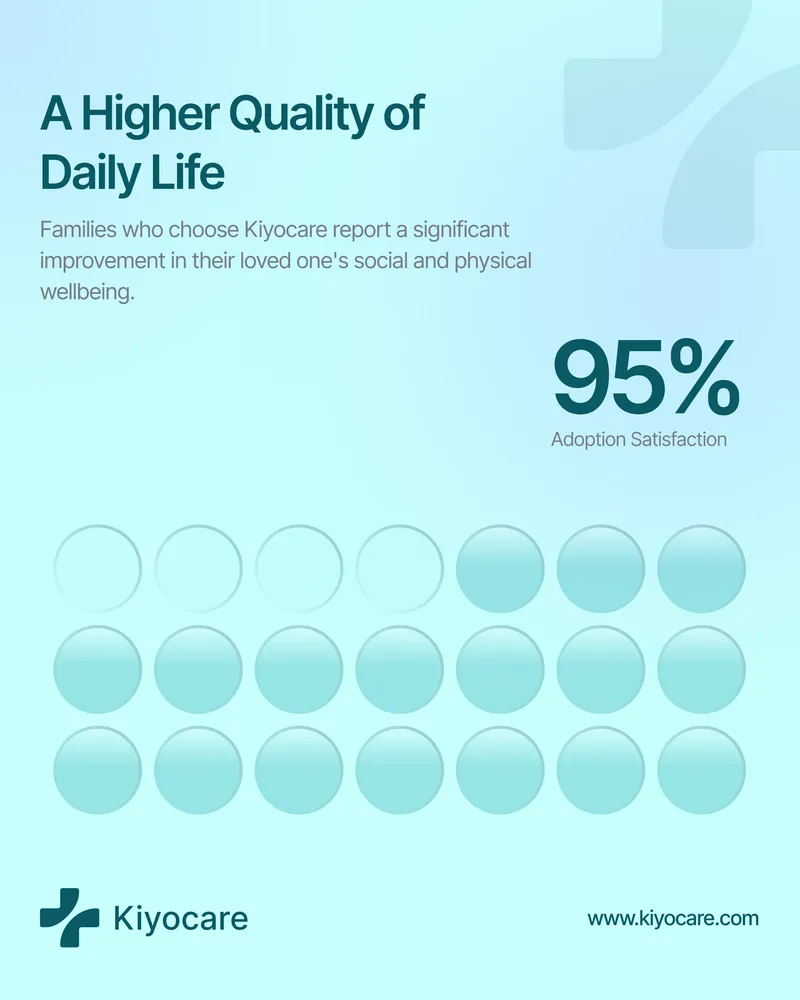 A Higher Quality of
Daily Life
Families who choose Kiyocare report a significant
improvement in their loved one's social and physical
wellbeing.
95%
Adoption Satisfaction
Kiyocare
www.kiyocare.com